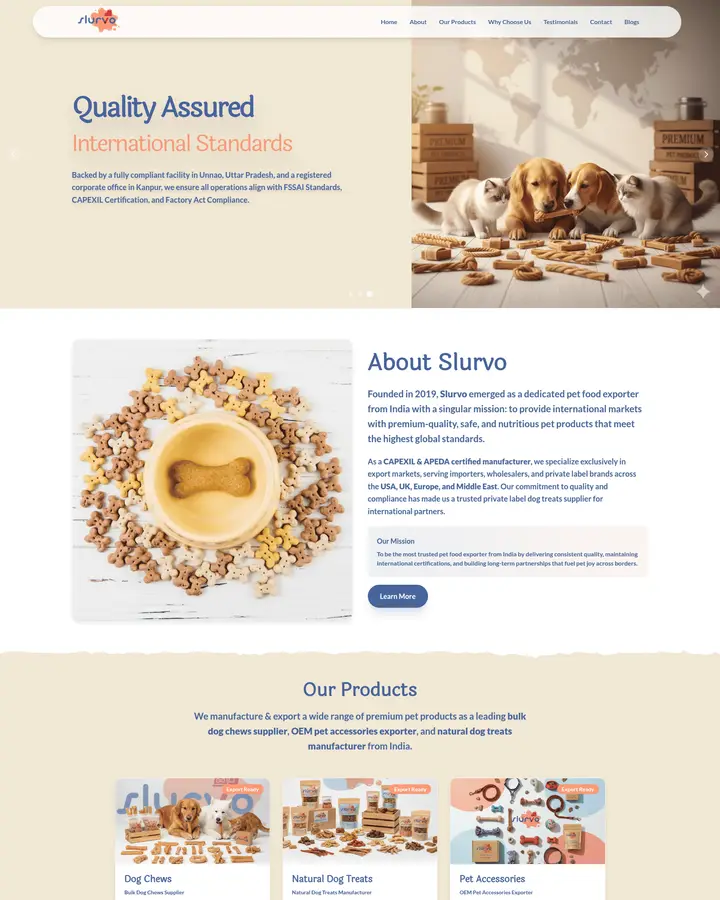 slurvo
Home About Our Products Why Choose Us Testimonials Contact Blogs
Quality Assured
International Standards
Backed by a fully compliant facility in Unnao, Uttar Pradesh, and a registered
corporate office in Kanpur, we ensure all operations align with FSSAI Standards,
CAPEXIL Certification, and Factory Act Compliance.
PREMIUM
PREMIUM
About Slurvo
Founded in 2019, Slurvo emerged as a dedicated pet food exporter
from India with a singular mission: to provide international markets
with premium-quality, safe, and nutritious pet products that meet
the highest global standards.
As a CAPEXIL & APEDA certified manufacturer, we specialize exclusively in
export markets, serving importers, wholesalers, and private label brands across
the USA, UK, Europe, and Middle East. Our commitment to quality and
compliance has made us a trusted private label dog treats supplier for
international partners.
Our Mission
To be the most trusted pet food exporter from India by delivering consistent quality, maintaining
international certifications, and building long-term partnerships that fuel pet joy across borders.
Learn More
Our Products
We manufacture & export a wide range of premium pet products as a leading bulk
dog chews supplier, OEM pet accessories exporter, and natural dog treats
manufacturer from India.
Export Ready
Export Ready
Export Ready
slurvo
slurvo
Dog Chews
Natural Dog Treats
Pet Accessories
Bulk Dog Chews Supplier
Natural Dog Treats Manufacturer
OEM Pet Accessories Exporter